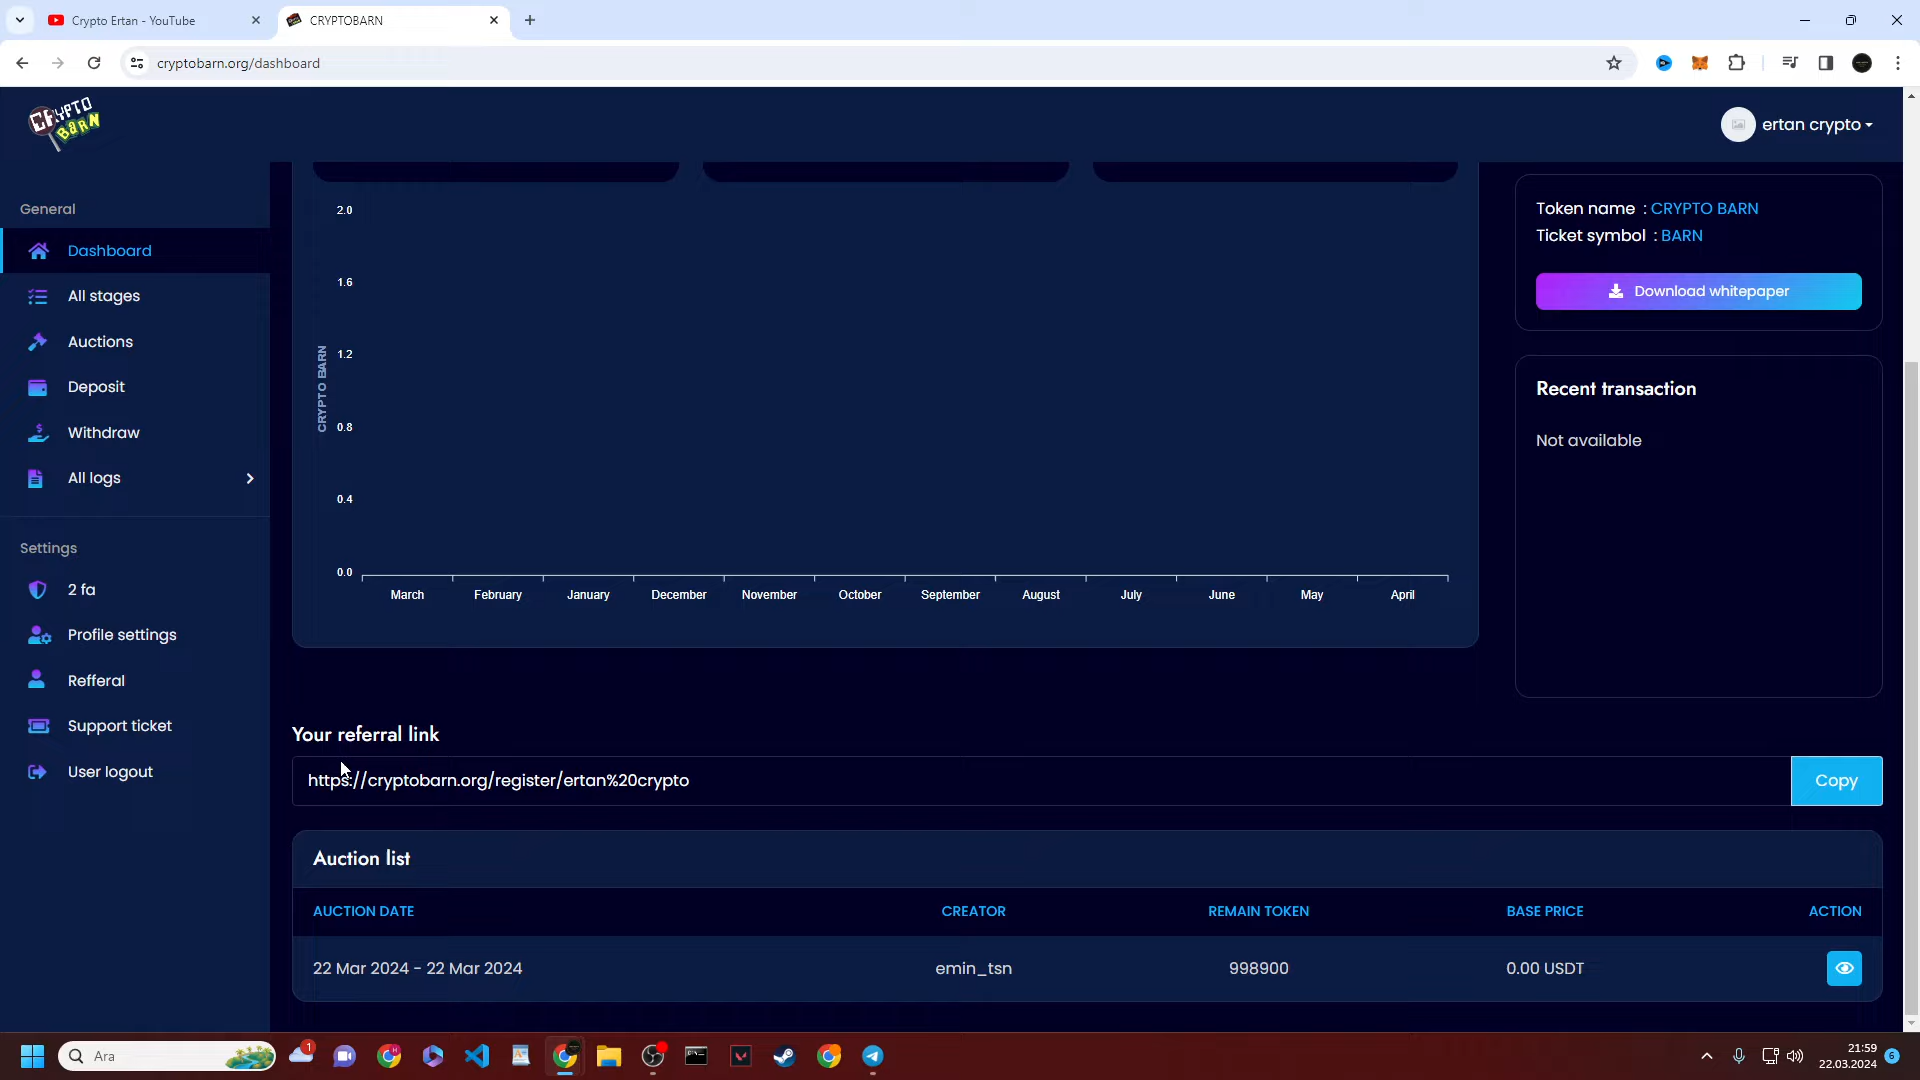 Crypto Ertan - YouTube
CRYPTOBARN
cryptobarn.org/dashboard
CRYPTO
BARN
ertan crypto
General
Dashboard
All stages
Auctions
Deposit
Withdraw
All logs
Settings
2 fa
Profile settings
Refferal
Support ticket
User logout
CRYPTO BARN
2.0
1.6
1.2
0.8
0.4
0.0
March February January December November October September August July June May April
Token name : CRYPTO BARN
Ticket symbol : BARN
Download whitepaper
Recent transaction
Not available
Your referral link
https://cryptobarn.org/register/ertan%20crypto
Copy
Auction list
AUCTION DATE CREATOR REMAIN TOKEN BASE PRICE ACTION
22 Mar 2024 - 22 Mar 2024 emin_tsn 998900 0.00 USDT
Ara
1
21:59
22.03.2024
6